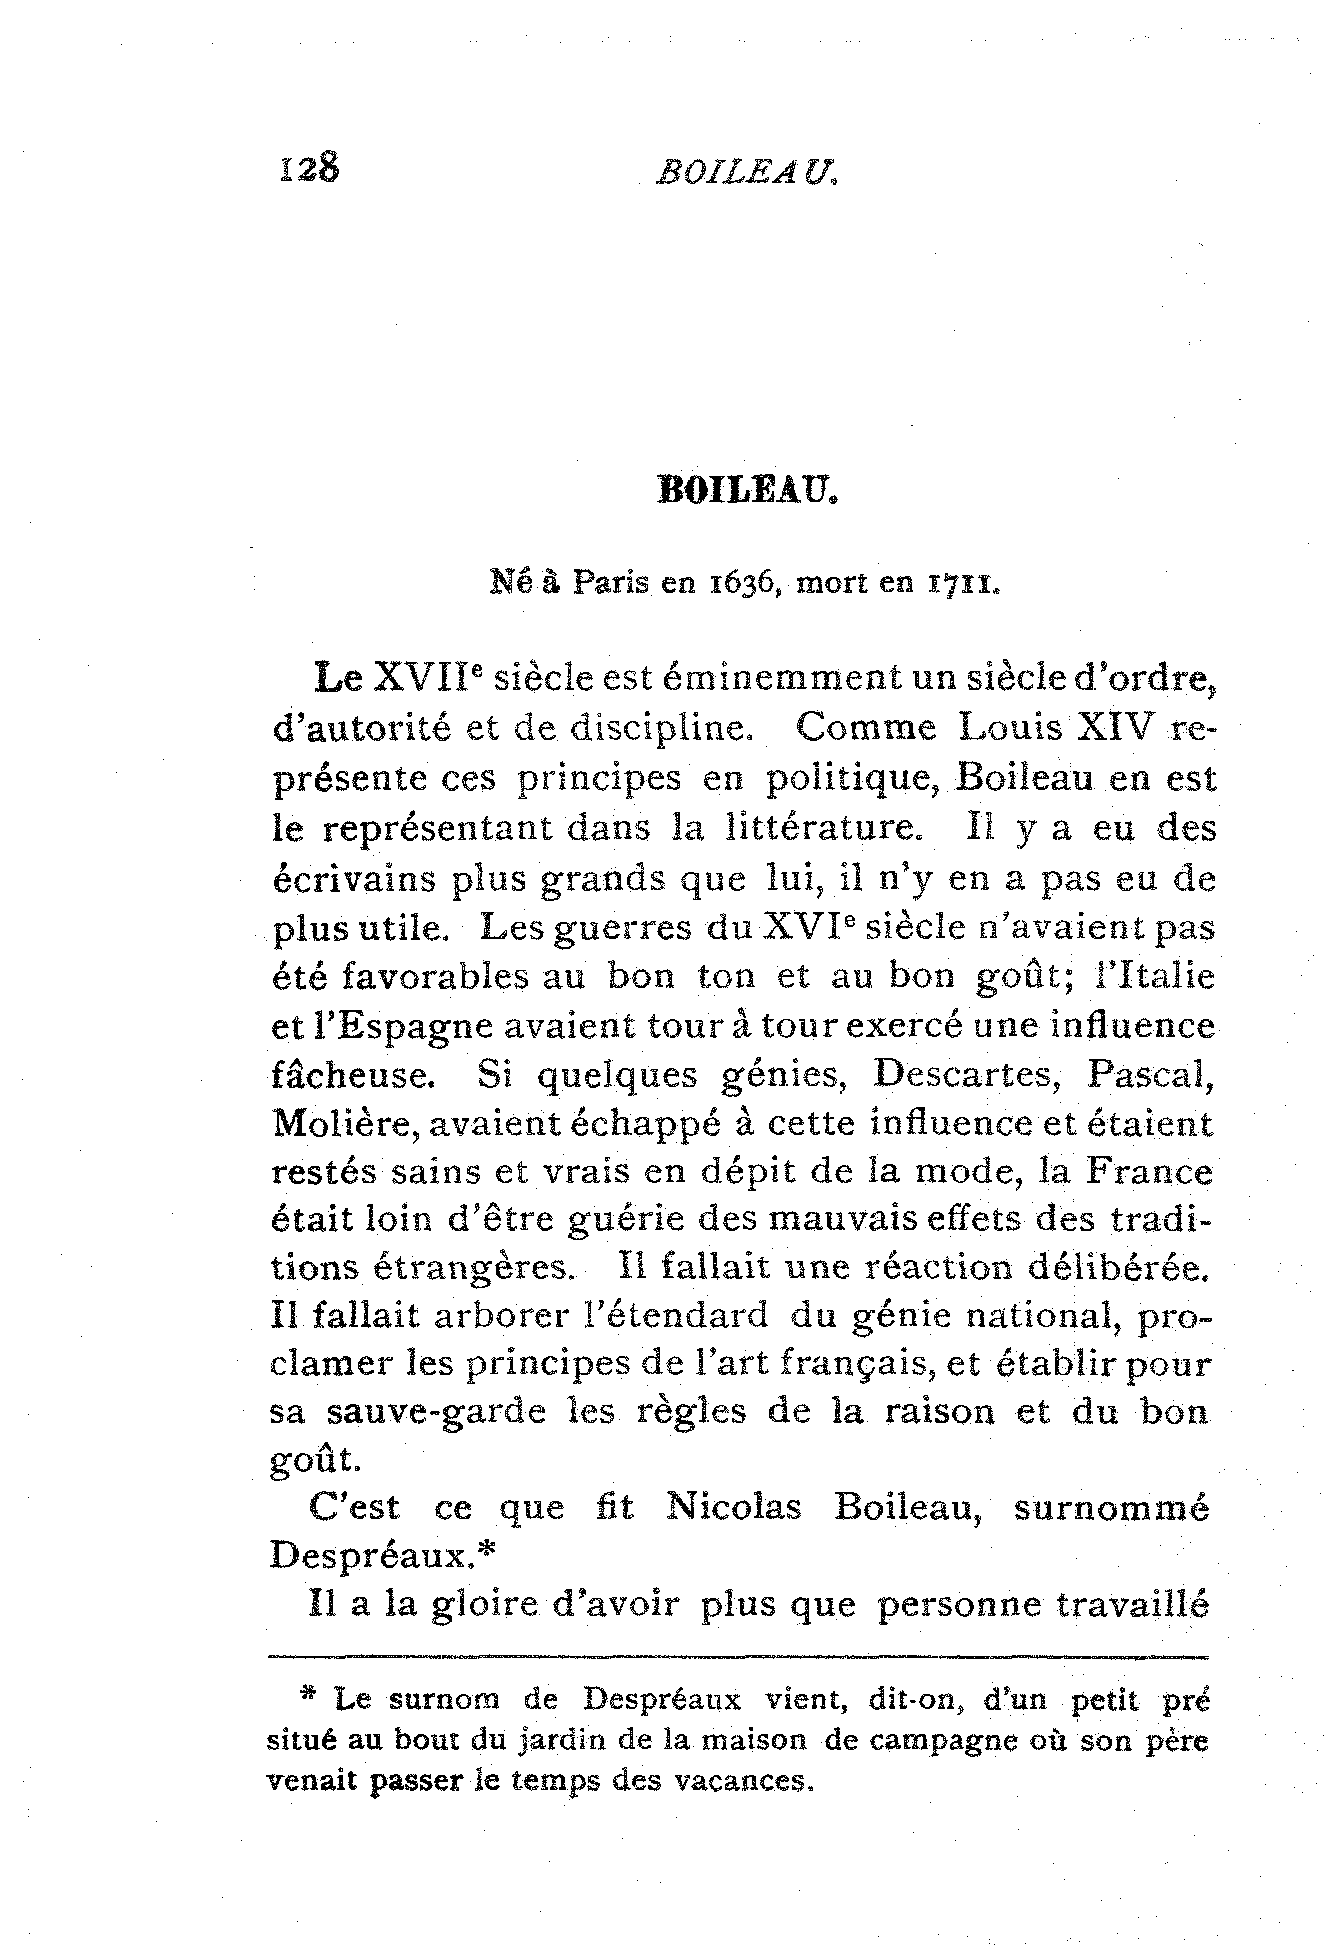 128 BOILEAU.
BOILEAU.
Né à Paris en 1636, mort en 1711.
Le XVIIe siècle est éminemment un siècle d'ordre,
d'autorité et de discipline. Comme Louis XIV re-
présente ces principes en politique, Boileau en est
le représentant dans la littérature. Il y a eu des
écrivains plus grands que lui, il n'y en a pas eu de
plus utile. Les guerres du XVIe siècle n'avaient pas
été favorables au bon ton et au bon goût; l'Italie
et l'Espagne avaient tour à tour exercé une influence
fâcheuse. Si quelques génies, Descartes, Pascal,
Molière, avaient échappé à cette influence et étaient
restés sains et vrais en dépit de la mode, la France
était loin d'être guérie des mauvais effets des tradi-
tions étrangères. Il fallait une réaction délibérée.
Il fallait arborer l'étendard du génie national, pro-
clamer les principes de l'art français, et établir pour
sa sauve-garde les règles de la raison et du bon
goût.
C'est ce que fit Nicolas Boileau, surnommé
Despréaux.*
Il a la gloire d'avoir plus que personne travaillé
* Le surnom de Despréaux vient, dit-on, d'un petit pré
situé au bout du jardin de la maison de campagne où son père
venait passer le temps des vacances.